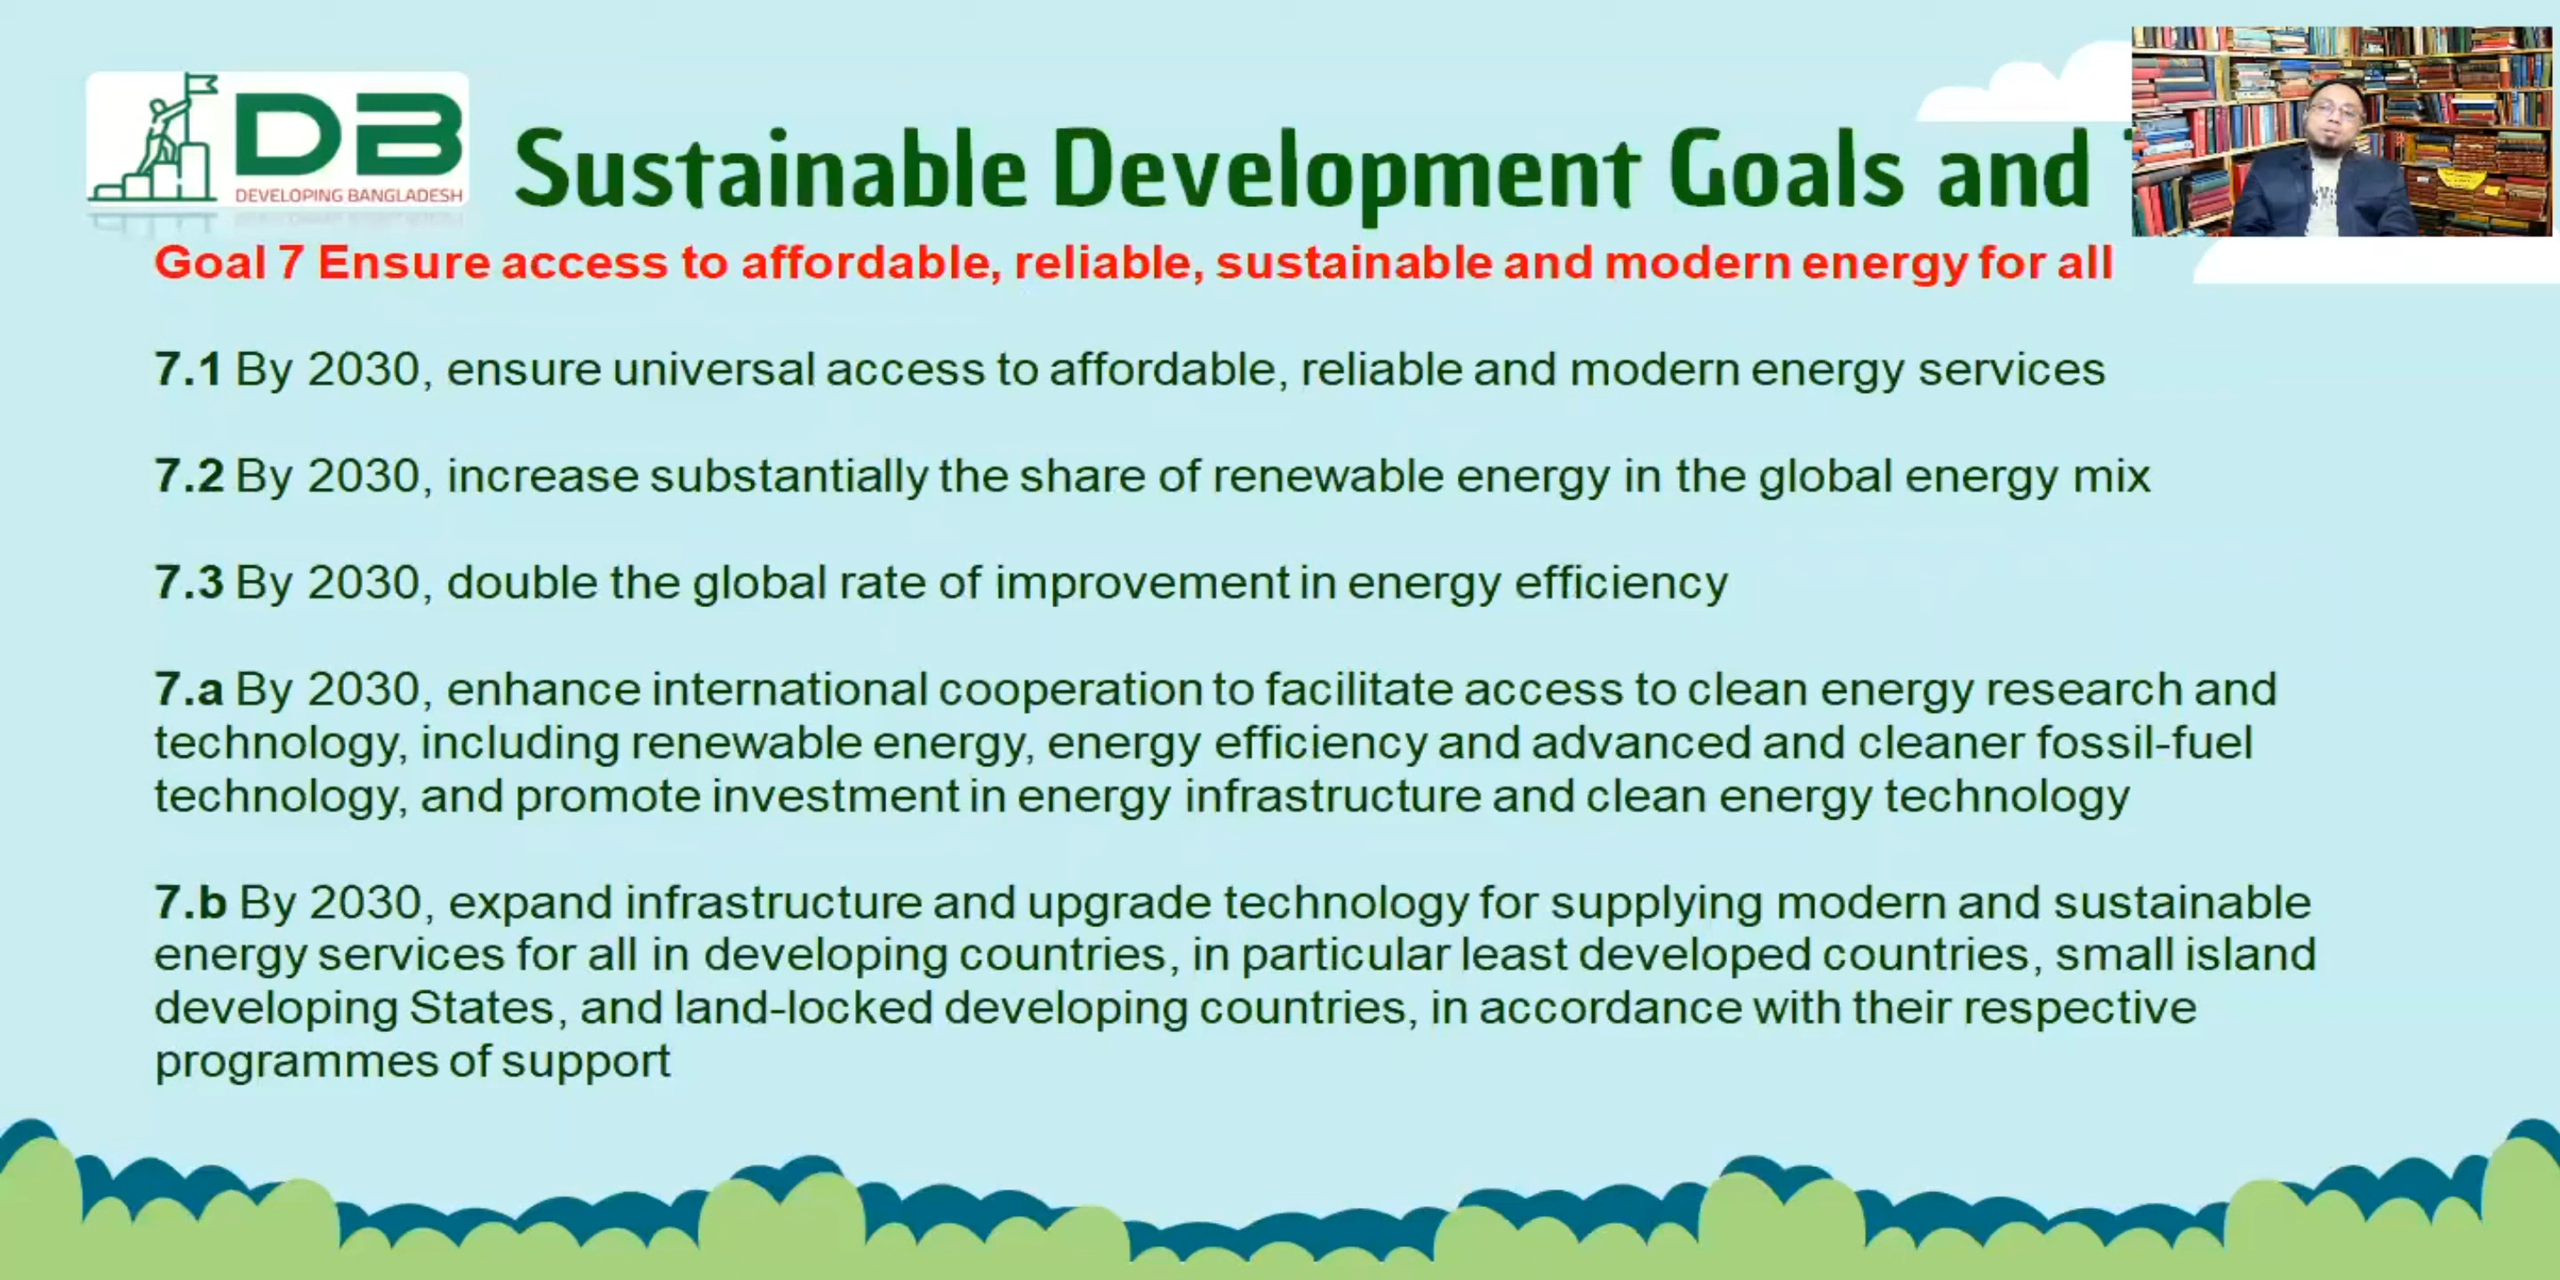 DB
DEVELOPING BANGLADESH
Sustainable Development Goals and
Goal 7 Ensure access to affordable, reliable, sustainable and modern energy for all
7.1 By 2030, ensure universal access to affordable, reliable and modern energy services
7.2 By 2030, increase substantially the share of renewable energy in the global energy mix
7.3 By 2030, double the global rate of improvement in energy efficiency
7.a By 2030, enhance international cooperation to facilitate access to clean energy research and
technology, including renewable energy, energy efficiency and advanced and cleaner fossil-fuel
technology, and promote investment in energy infrastructure and clean energy technology
7.b By 2030, expand infrastructure and upgrade technology for supplying modern and sustainable
energy services for all in developing countries, in particular least developed countries, small island
developing States, and land-locked developing countries, in accordance with their respective
programmes of support